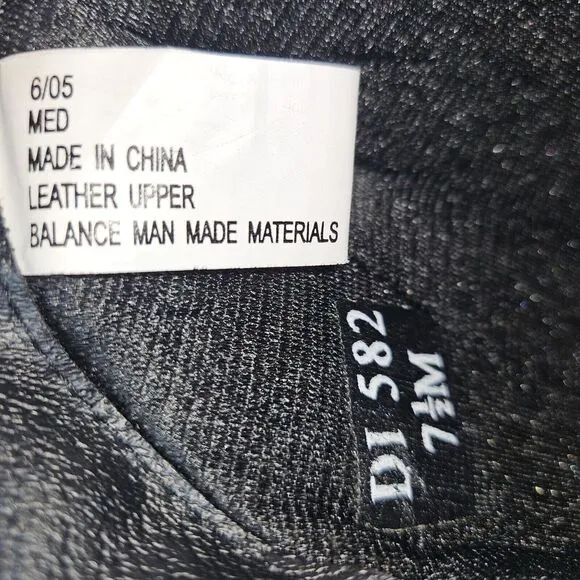 6/05
MED
MADE IN CHINA
LEATHER UPPER
BALANCE MAN MADE MATERIALS
DI 582
7½M